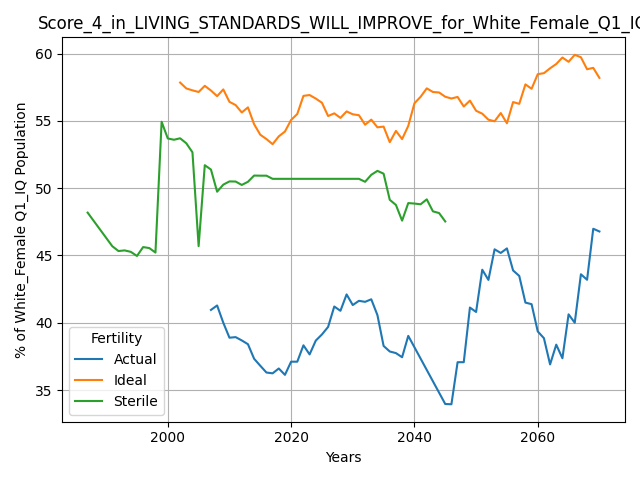 Score_4_in_LIVING_STANDARDS_WILL_IMPROVE_for_White_Female_Q1_IQ
% of White_Female Q1_IQ Population
60
55
50
45
40
35
Fertility
Actual
Ideal
Sterile
2000
2020
2040
2060
Years